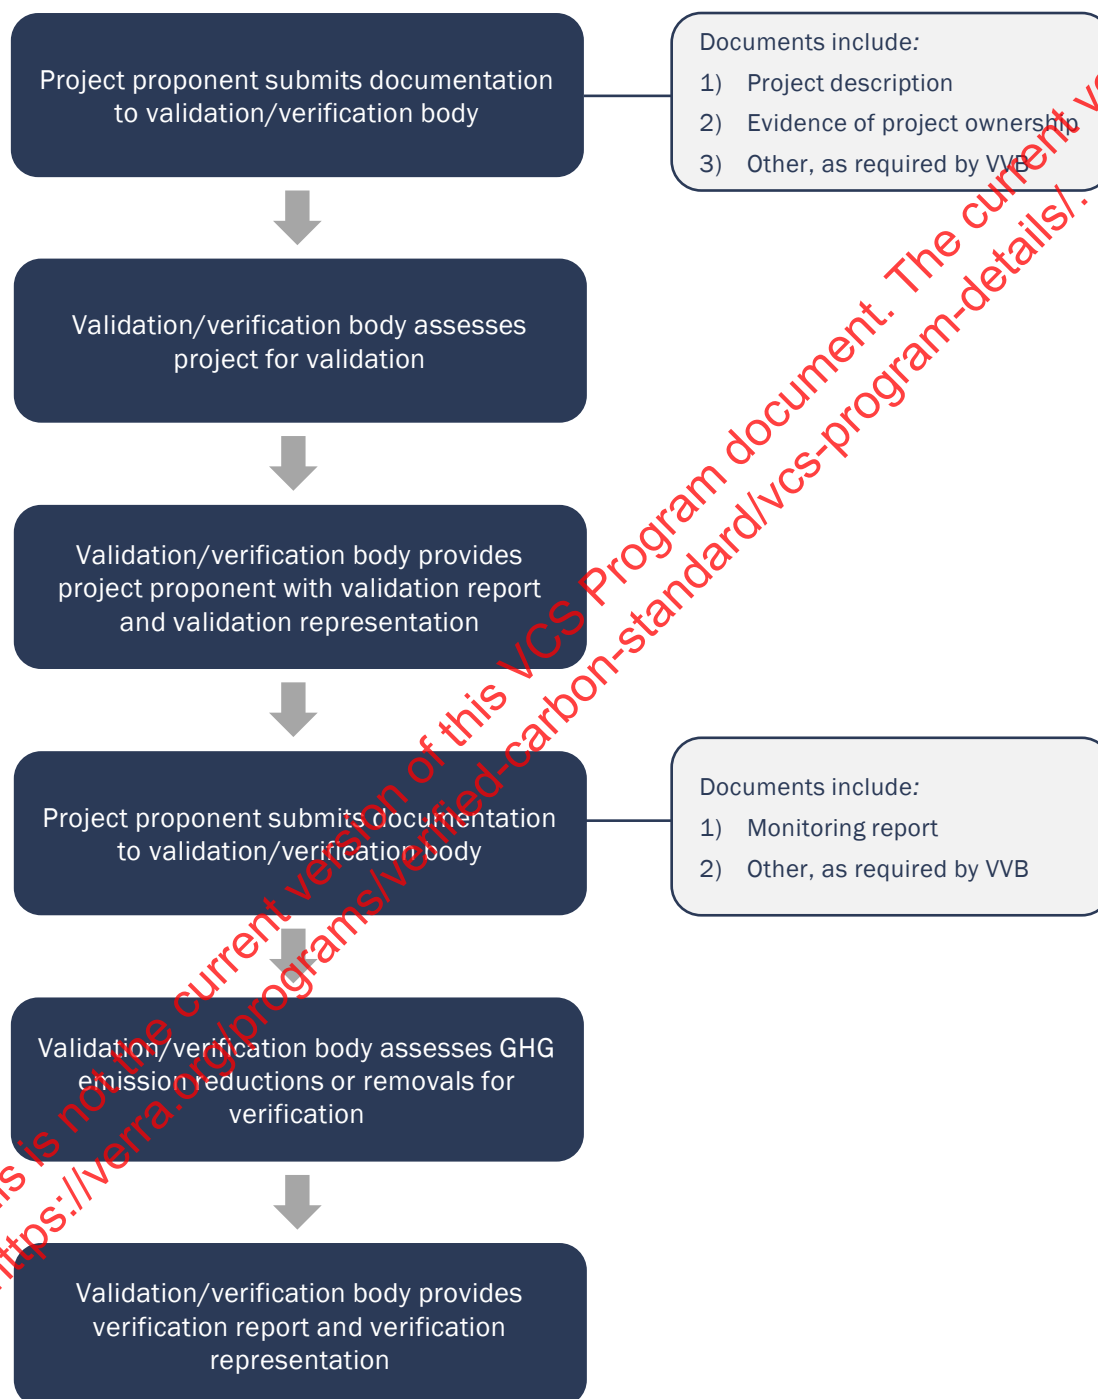 Project proponent submits documentation
to validation/verification body
Documents include:
1) Project description
2) Evidence of project ownership
3) Other, as required by VVB
Validation/verification body assesses
project for validation
Validation/verification body provides
project proponent with validation report
and validation representation
Project proponent submits documentation
to validation/verification body
Documents include:
1) Monitoring report
2) Other, as required by VVB
Validation/verification body assesses GHG
emission reductions or removals for
verification
Validation/verification body provides
verification report and verification
representation
is is not the current version of this VCS Program document. The current
https://verra.org/programs/verified-carbon-standard/vcs-program-details/.